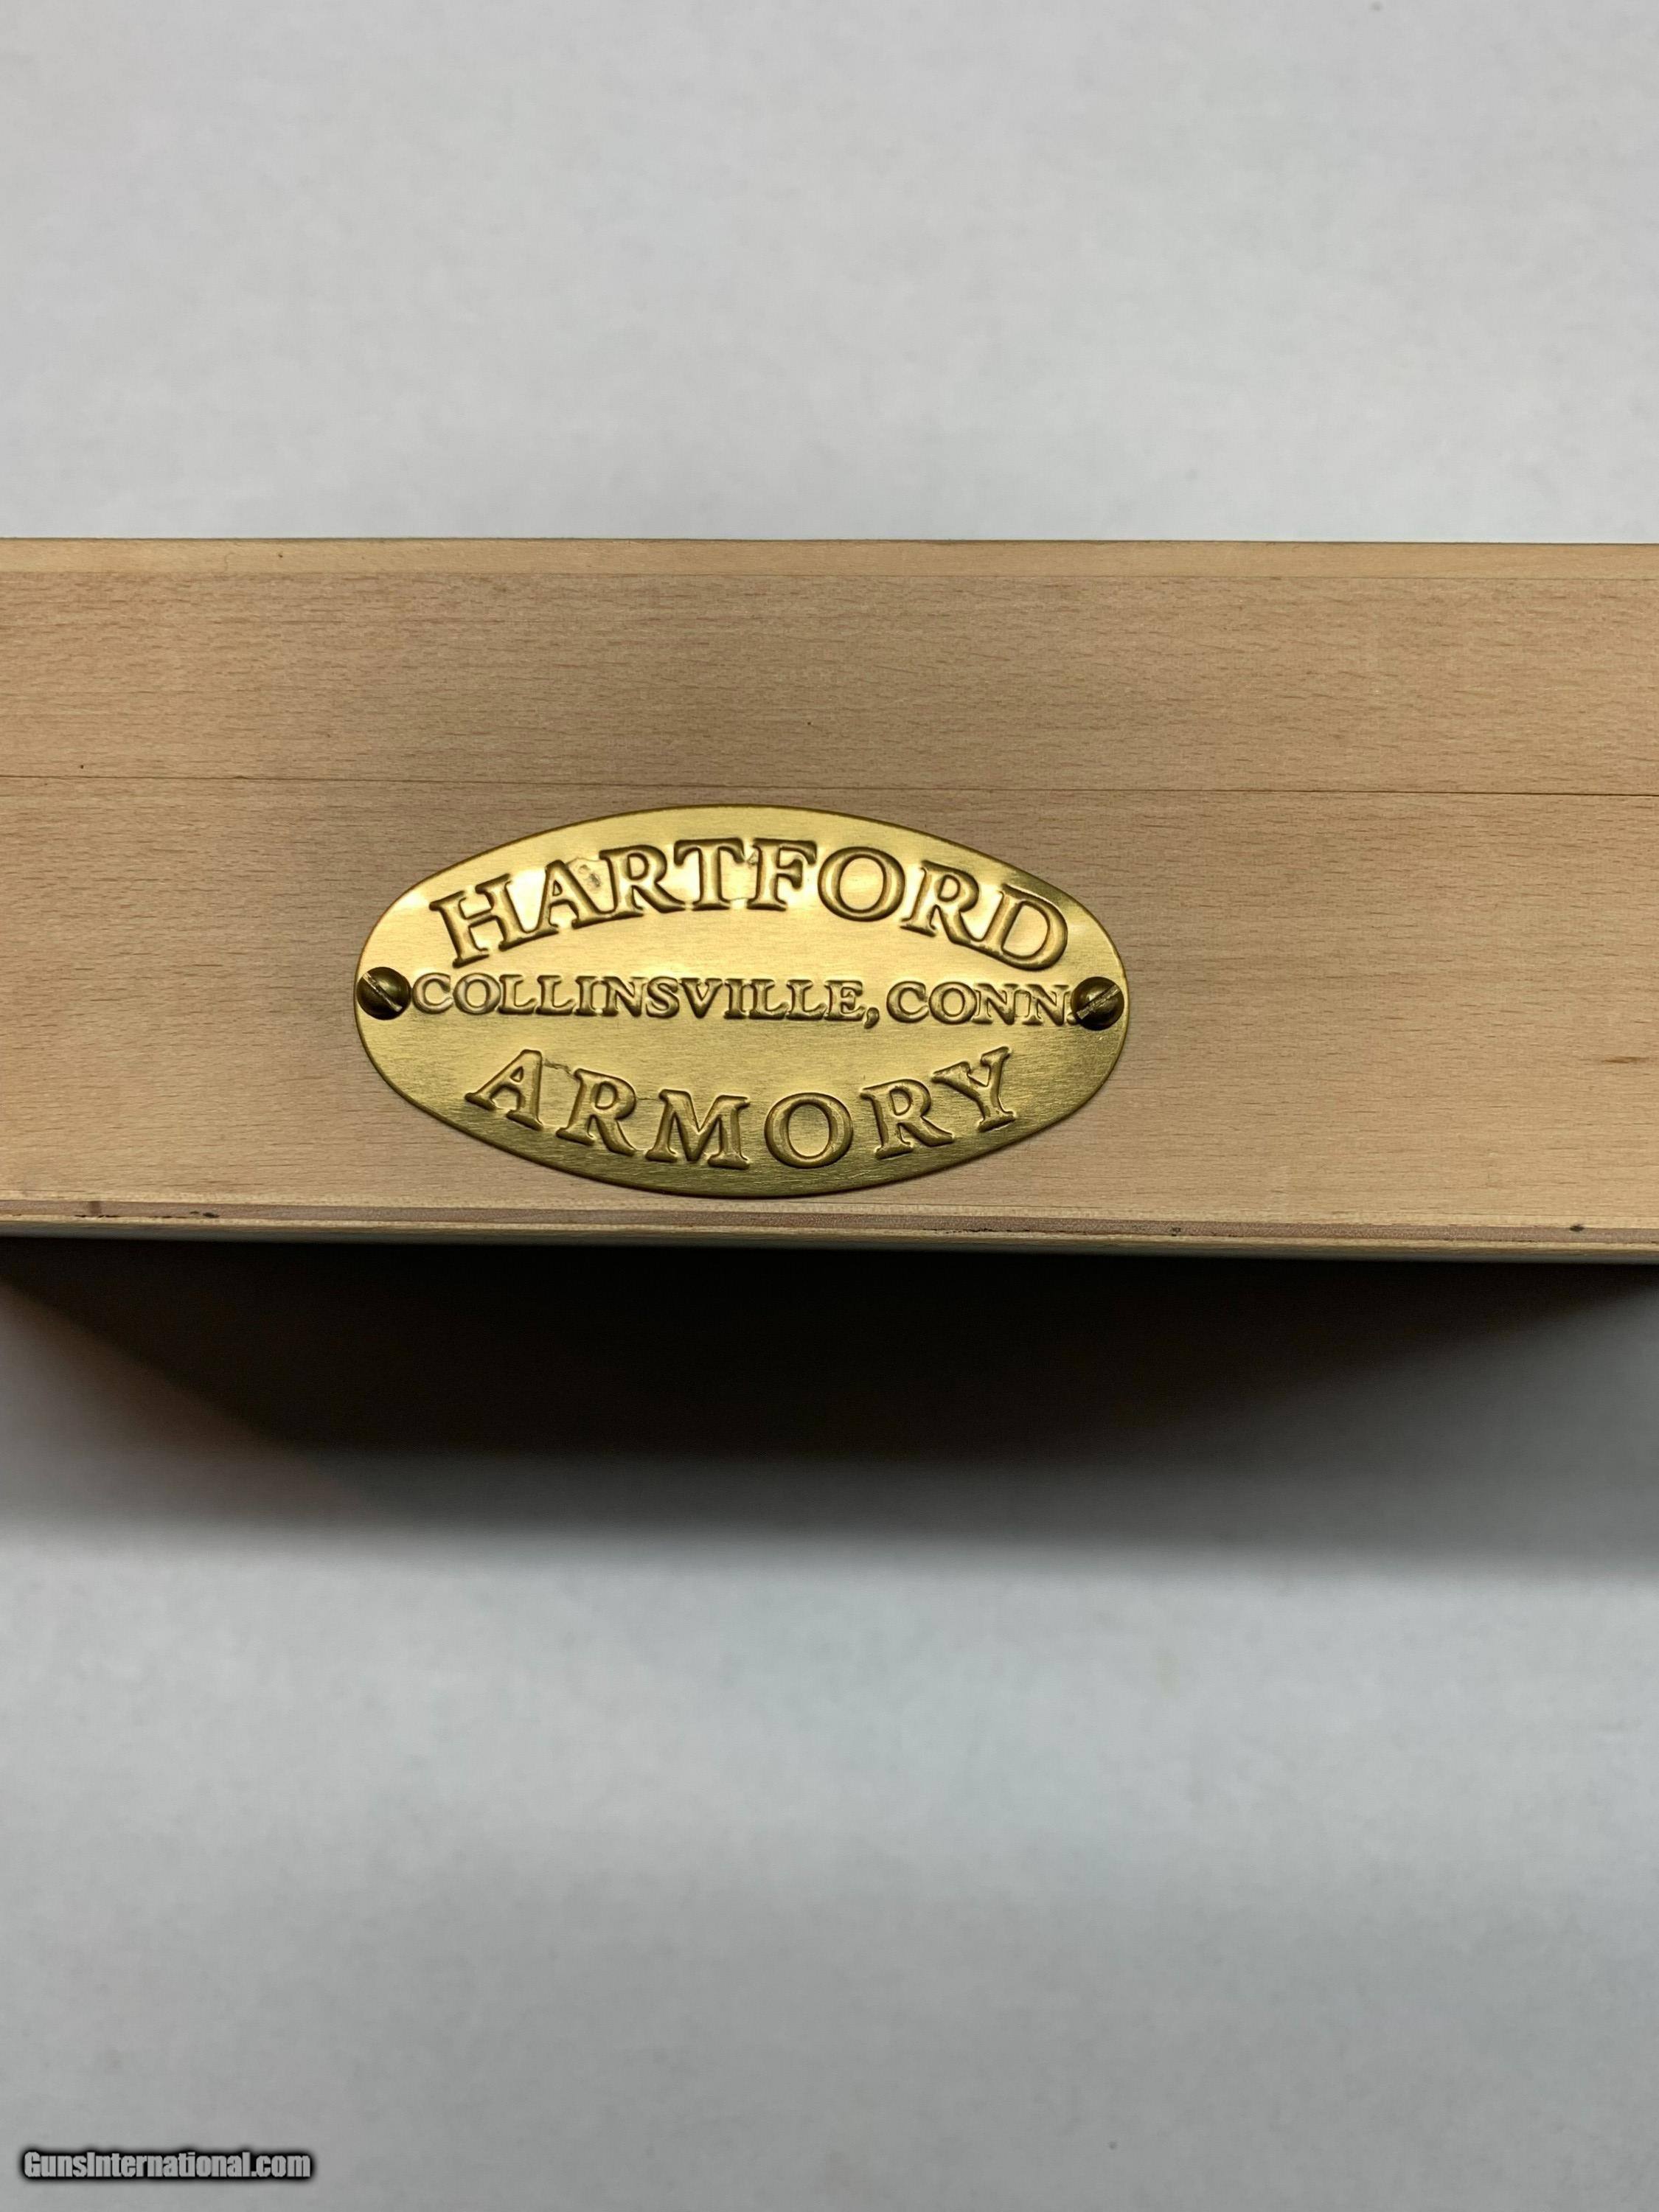 HARTFORD
COLLINSVILLE, CONN.
ARMORY
GunsInternational.com